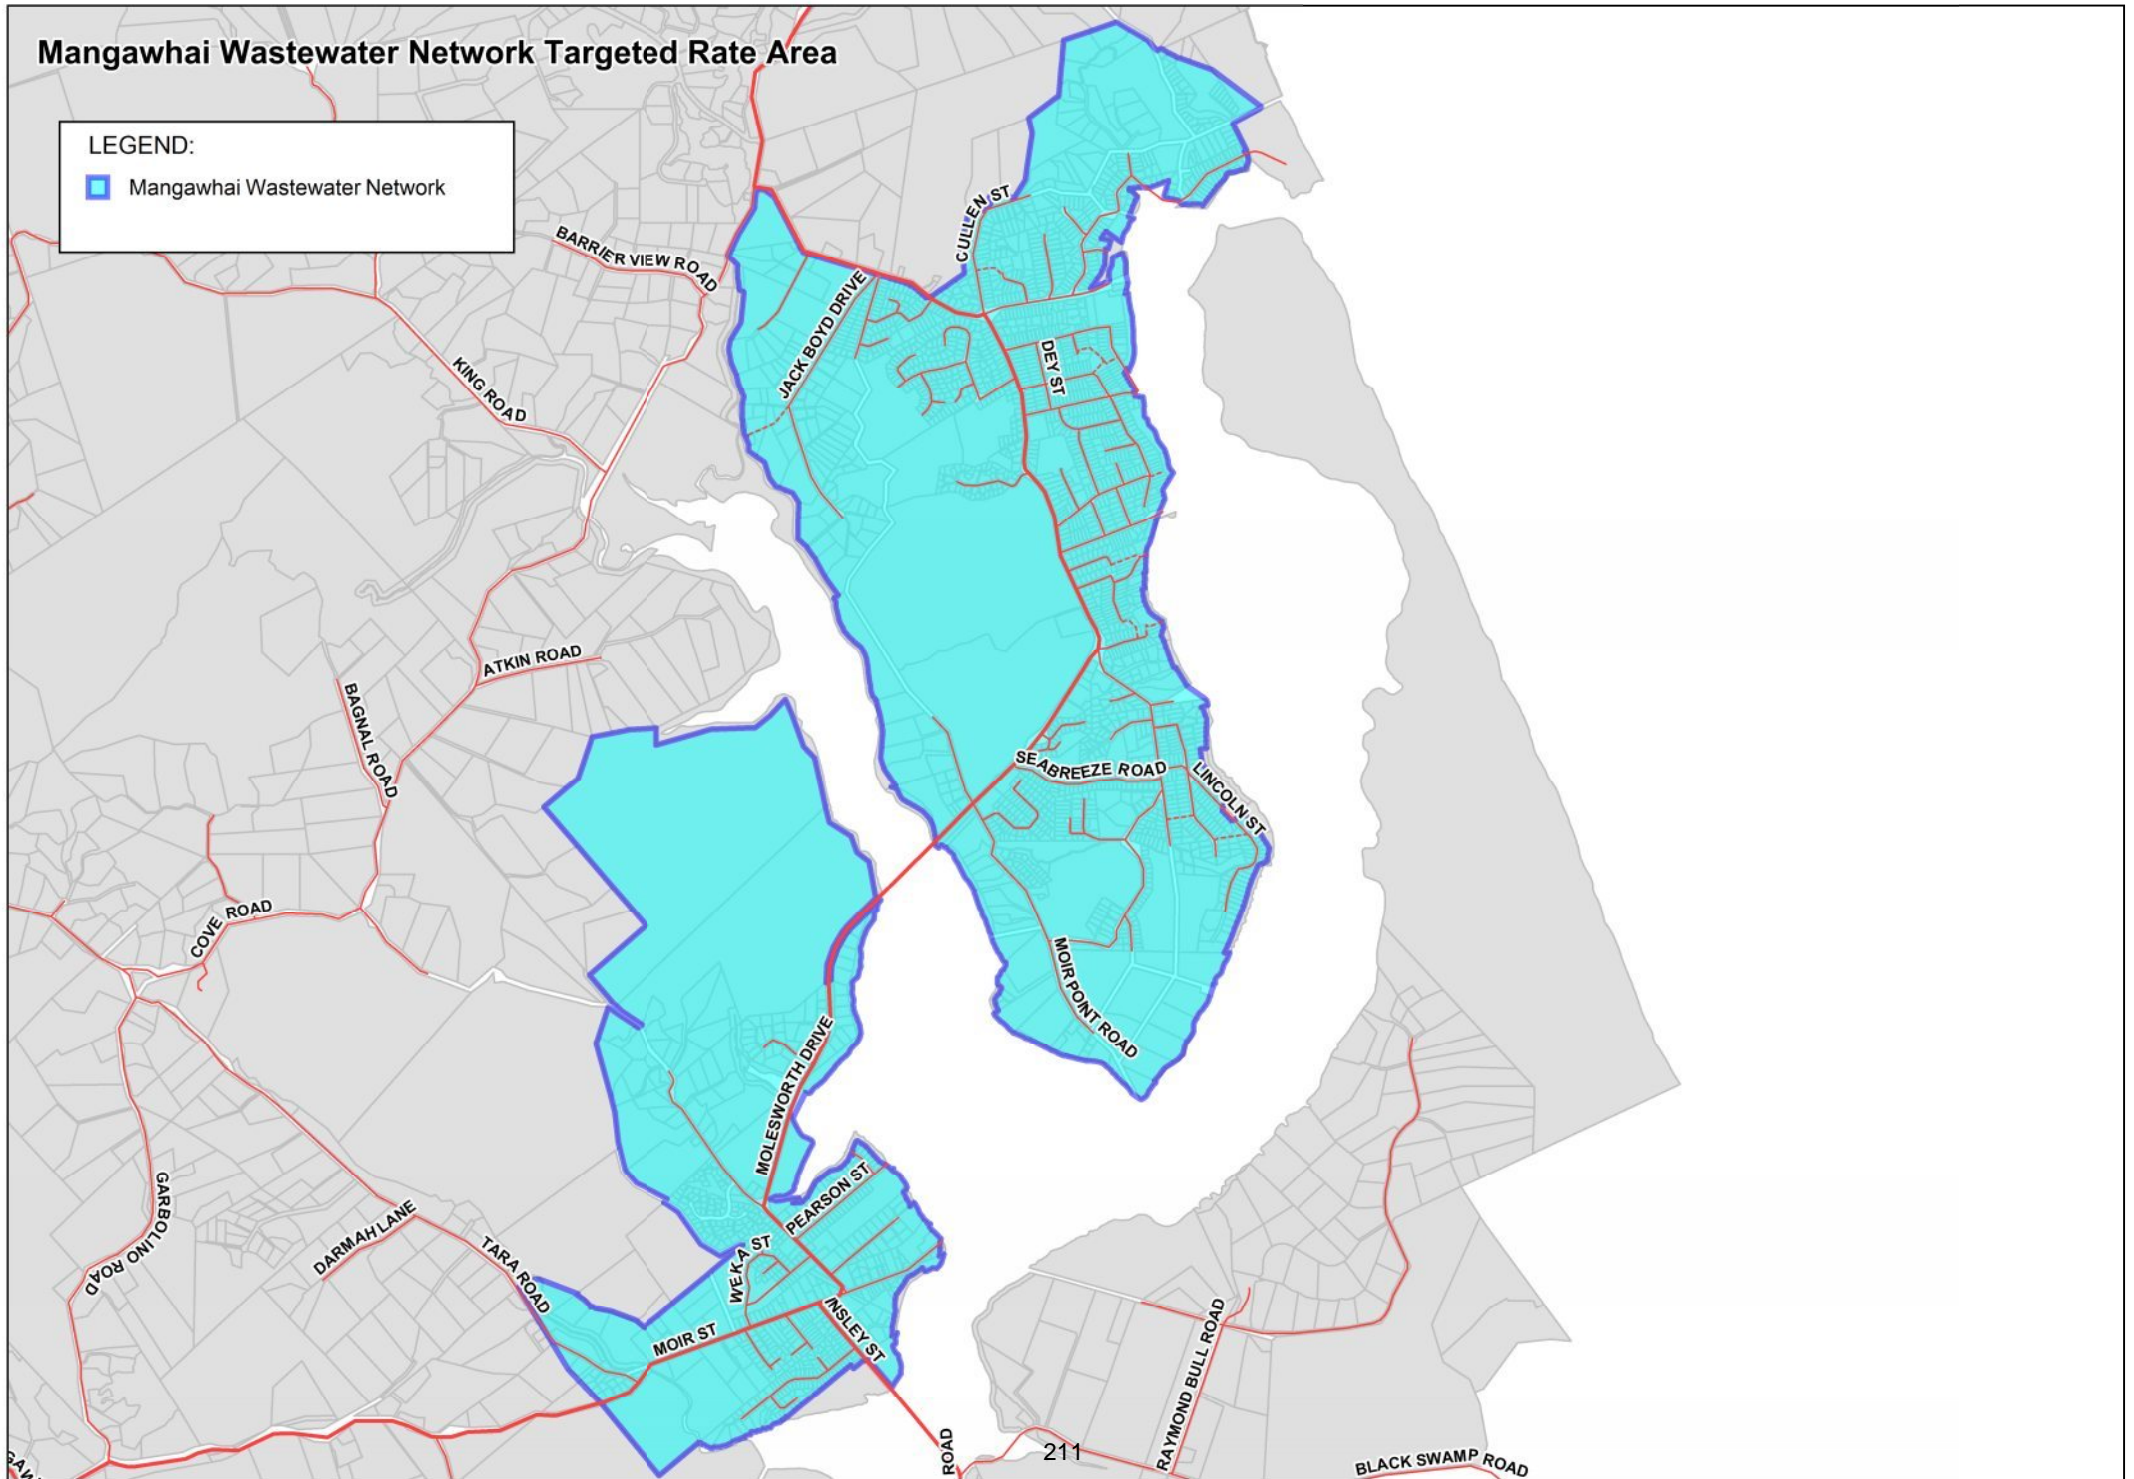 Mangawhai Wastewater Network Targeted Rate Area
LEGEND:
Mangawhai Wastewater Network
CULLEN ST
BARRIER VIEW ROAD
JACK BOYD DRIVE
DEY ST
KING ROAD
ATKIN ROAD
BAGNAL ROAD
SEABREEZE ROAD
LINCOLN ST
COVE ROAD
MOIR POINT ROAD
MOLESWORTH DRIVE
GARBOLINO ROAD
DARMAH LANE
TARA ROAD
PEARSON ST
WEKA ST
MOIR ST
INSLEY ST
RAYMOND BULL ROAD
ROAD
211
BLACK SWAMP ROAD